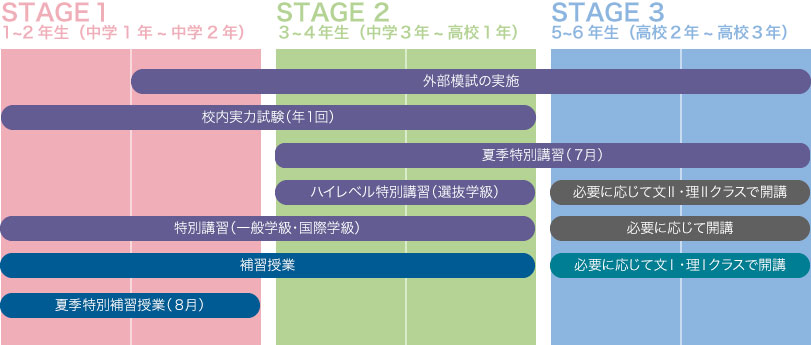 STAGE 1
1~2年生（中学1年~中学2年）
STAGE 2
3~4年生（中学3年~高校1年）
STAGE 3
5~6年生（高校2年~高校3年）
外部模試の実施
校内実力試験（年1回）
夏季特別講習（7月）
ハイレベル特別講習（選抜学級）
必要に応じて文Ⅱ・理Ⅱクラスで開講
特別講習（一般学級・国際学級）
必要に応じて開講
補習授業
必要に応じて文Ⅰ・理Ⅰクラスで開講
夏季特別補習授業（8月）